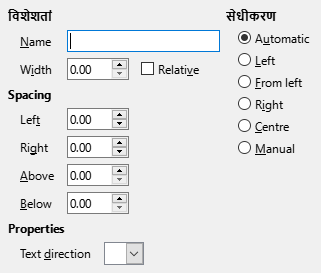 विशेशतां
Name
Width 0.00 Relative
Spacing
Left 0.00
Right 0.00
Above 0.00
Below 0.00
Properties
Text direction
सेधीकरण
Automatic
Left
From left
Right
Centre
Manual